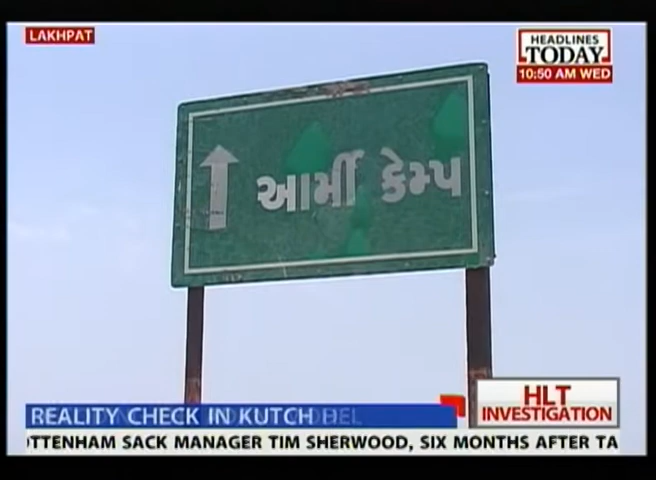 LAKHPAT
HEADLINES
TODAY
10:50 AM WED
આર્મી કેમ્પ
HLT
INVESTIGATION
REALITY CHECK IN KUTCH
OTTENHAM SACK MANAGER TIM SHERWOOD, SIX MONTHS AFTER TA